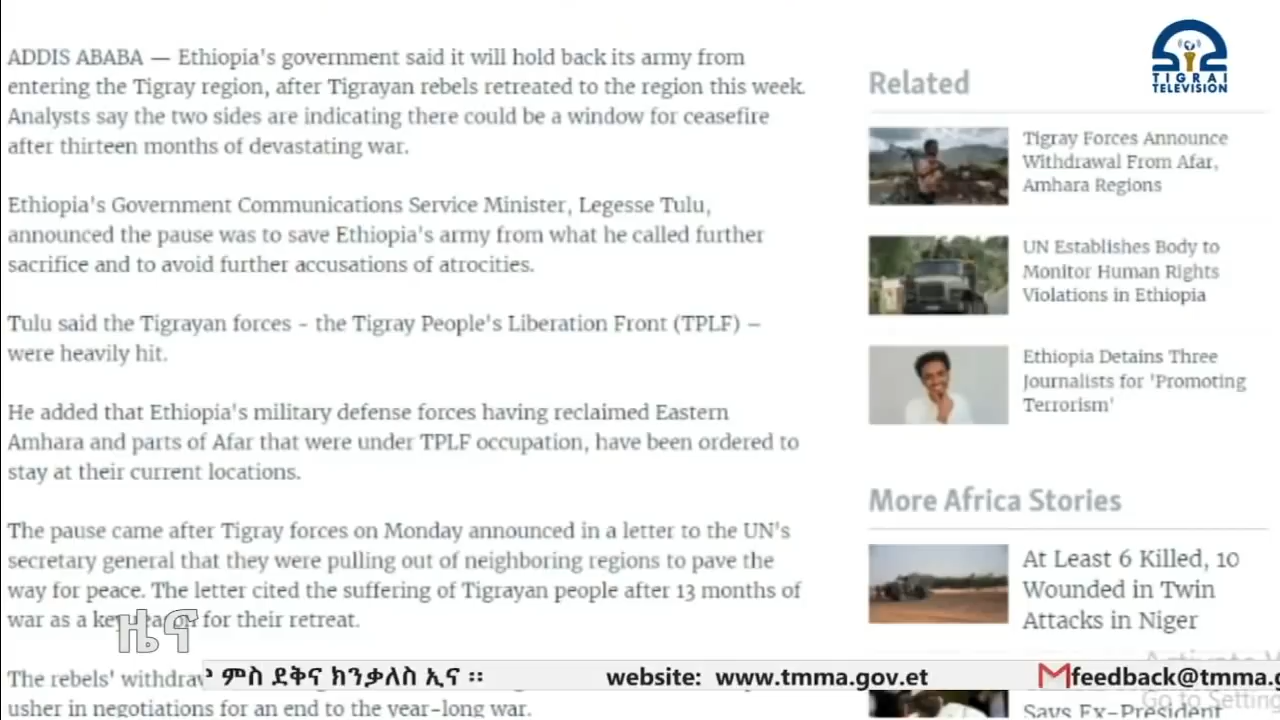 ADDIS ABABA — Ethiopia's government said it will hold back its army from
entering the Tigray region, after Tigrayan rebels retreated to the region this week.
Analysts say the two sides are indicating there could be a window for ceasefire
after thirteen months of devastating war.
Ethiopia's Government Communications Service Minister, Legesse Tulu,
announced the pause was to save Ethiopia's army from what he called further
sacrifice and to avoid further accusations of atrocities.
Tulu said the Tigrayan forces – the Tigray People's Liberation Front (TPLF) –
were heavily hit.
He added that Ethiopia's military defense forces having reclaimed Eastern
Amhara and parts of Afar that were under TPLF occupation, have been ordered to
stay at their current locations.
The pause came after Tigray forces on Monday announced in a letter to the UN's
secretary general that they were pulling out of neighboring regions to pave the
way for peace. The letter cited the suffering of Tigrayan people after 13 months of
war as a key for their retreat.
The rebels'
usher in negotiations for an end to the year-long war.
TIGRAI
TELEVISION
Related
Tigray Forces Announce
Withdrawal From Afar,
Amhara Regions
UN Establishes Body to
Monitor Human Rights
Violations in Ethiopia
Ethiopia Detains Three
Journalists for 'Promoting
Terrorism'
More Africa Stories
At Least 6 Killed, 10
Wounded in Twin
Attacks in Niger
Says Ex-President
Go to
ዜና
ምስ ደቅና ክንቃለስ ኢና ፡፡ website: www.tmma.gov.et feedback@tmma.g